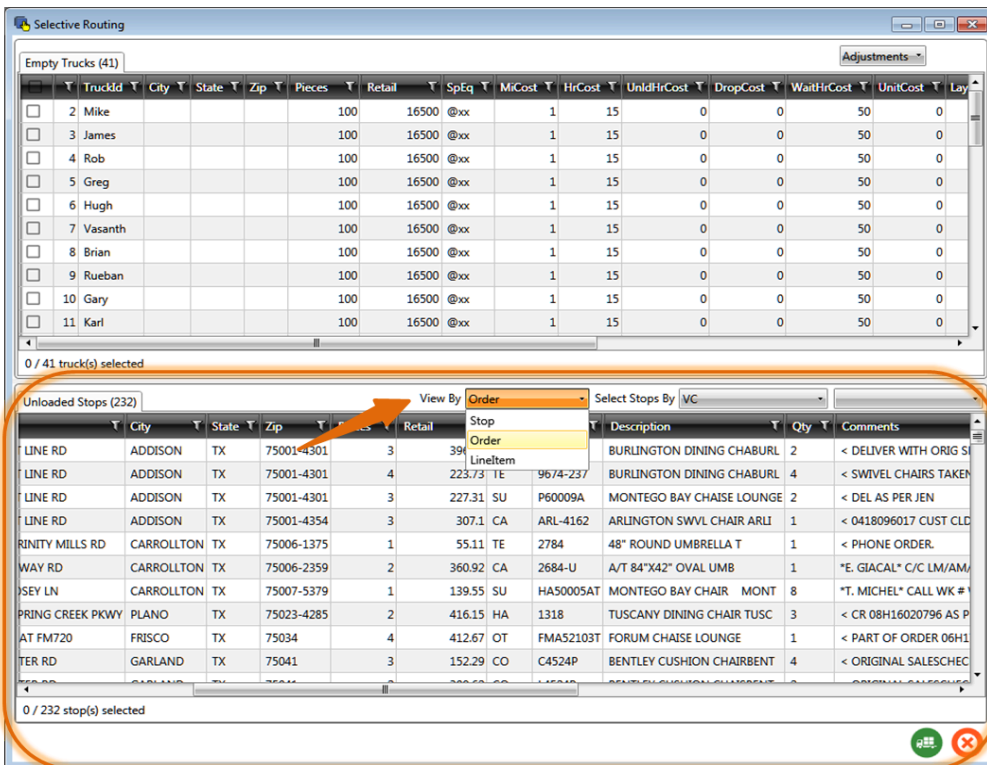 Selective Routing
Empty Trucks (41)
Adjustments
TruckId City State Zip Pieces Retail SpEq MiCost HrCost UnldHrCost DropCost WaitHrCost UnitCost Lay
2 Mike 100 16500 @xx 1 15 0 0 50 0
3 James 100 16500 @xx 1 15 0 0 50 0
4 Rob 100 16500 @xx 1 15 0 0 50 0
5 Greg 100 16500 @xx 1 15 0 0 50 0
6 Hugh 100 16500 @xx 1 15 0 0 50 0
7 Vasanth 100 16500 @xx 1 15 0 0 50 0
8 Brian 100 16500 @xx 1 15 0 0 50 0
9 Rueban 100 16500 @xx 1 15 0 0 50 0
10 Gary 100 16500 @xx 1 15 0 0 50 0
11 Karl 100 16500 @xx 1 15 0 0 50 0
0 / 41 truck(s) selected
Unloaded Stops (232)
View By Order Select Stops By VC
Stop
Order
LineItem
City State Zip Retail Description Qty Comments
LINE RD ADDISON TX 75001-4301 3 BURLINGTON DINING CHABURL 2 < DELIVER WITH ORIG S
LINE RD ADDISON TX 75001-4301 4 223.73 TE 9674-237 BURLINGTON DINING CHABURL 4 < SWIVEL CHAIRS TAKEN
LINE RD ADDISON TX 75001-4301 3 227.31 SU P60009A MONTEGO BAY CHAISE LOUNGE 2 < DEL AS PER JEN
LINE RD ADDISON TX 75001-4354 3 307.1 CA ARL-4162 ARLINGTON SWVL CHAIR ARLI 1 < 0418096017 CUST CLD
RINITY MILLS RD CARROLLTON TX 75006-1375 1 55.11 TE 2784 48" ROUND UMBRELLA T 1 < PHONE ORDER.
WAY RD CARROLLTON TX 75006-2359 2 360.92 CA 2684-U A/T 84"X42" OVAL UMB 1 *E. GIACAL* C/C LM/AM/
SEY LN CARROLLTON TX 75007-5379 1 139.55 SU HA50005AT MONTEGO BAY CHAIR MONT 8 *T. MICHEL* CALL WK #
PRING CREEK PKWY PLANO TX 75023-4285 2 416.15 HA 1318 TUSCANY DINING CHAIR TUSC 3 < CR 08H16020796 AS P
AT FM720 FRISCO TX 75034 4 412.67 OT FMA52103T FORUM CHAISE LOUNGE 1 < PART OF ORDER 06H1
TER RD GARLAND TX 75041 3 152.29 CO C4524P BENTLEY CUSHION CHAIRBENT 4 < ORIGINAL SALESCHEC
0 / 232 stop(s) selected